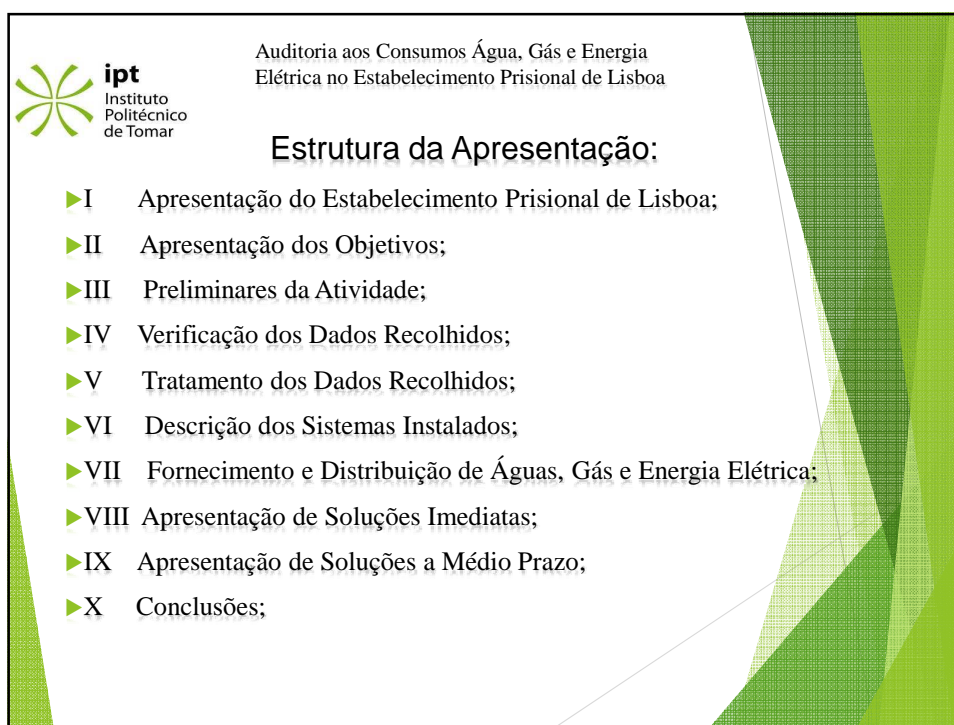 Auditoria aos Consumos Água, Gás e Energia
Elétrica no Estabelecimento Prisional de Lisboa
ipt
Instituto
Politécnico
de Tomar
Estrutura da Apresentação:
I Apresentação do Estabelecimento Prisional de Lisboa;
II Apresentação dos Objetivos;
III Preliminares da Atividade;
IV Verificação dos Dados Recolhidos;
V Tratamento dos Dados Recolhidos;
VI Descrição dos Sistemas Instalados;
VII Fornecimento e Distribuição de Águas, Gás e Energia Elétrica;
VIII Apresentação de Soluções Imediatas;
IX Apresentação de Soluções a Médio Prazo;
X Conclusões;